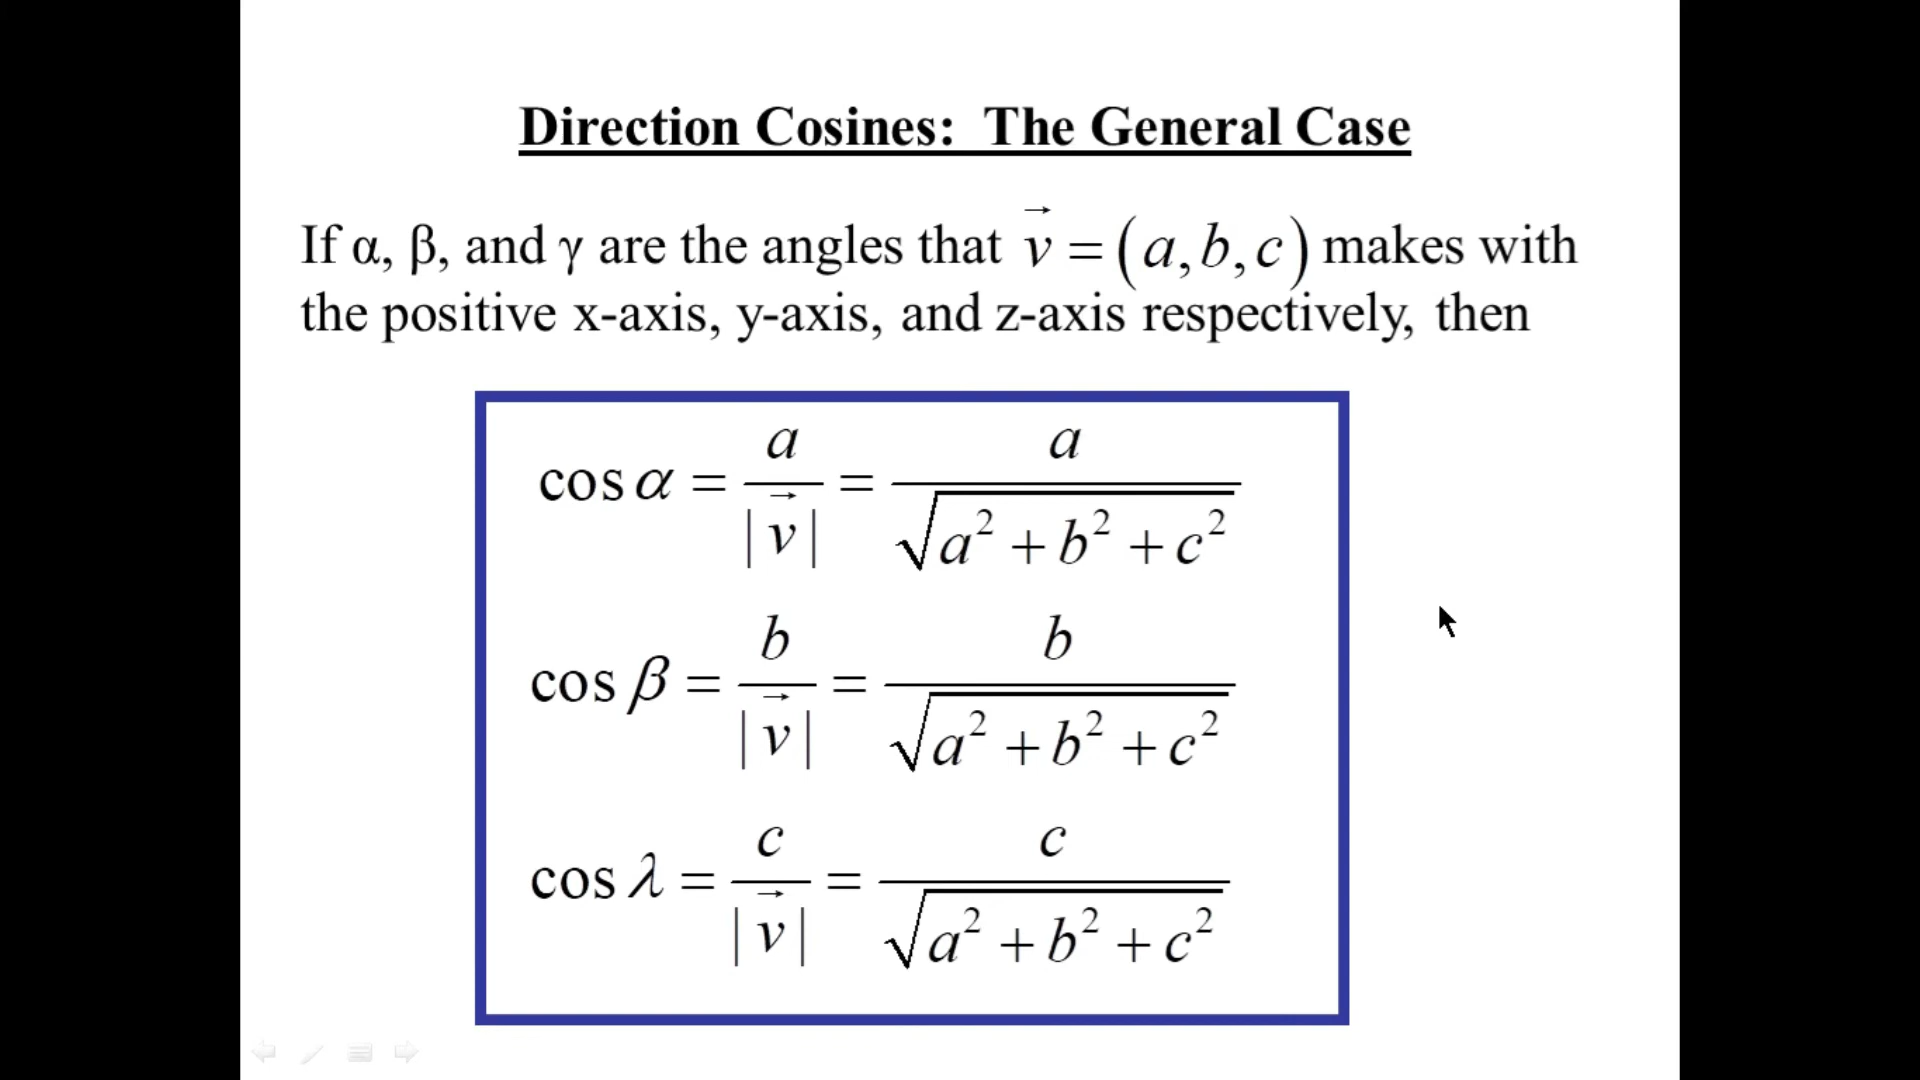 Direction Cosines: The General Case
If α, β, and γ are the angles that v⃗ = (a, b, c) makes with
the positive x-axis, y-axis, and z-axis respectively, then
cos α = a / |v⃗| = a / √(a² + b² + c²)
cos β = b / |v⃗| = b / √(a² + b² + c²)
cos λ = c / |v⃗| = c / √(a² + b² + c²)